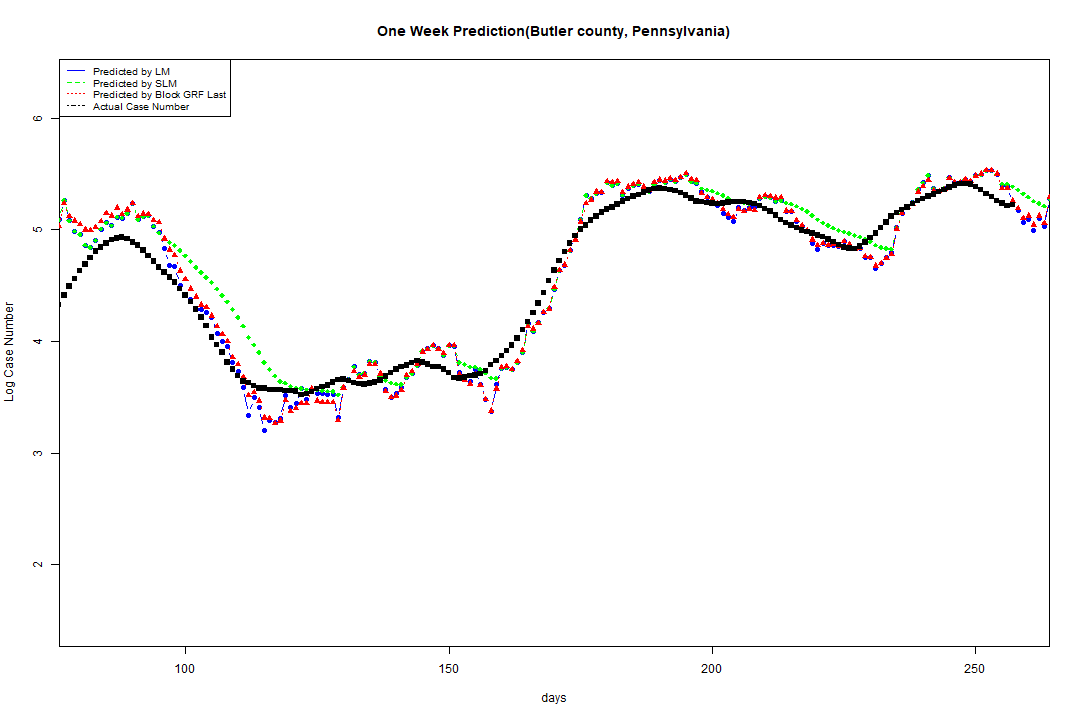 One Week Prediction(Butler county, Pennsylvania)
Predicted by LM
Predicted by SLM
Predicted by Block GRF Last
Actual Case Number
6
5
4
3
2
Log Case Number
100 150 200 250
days